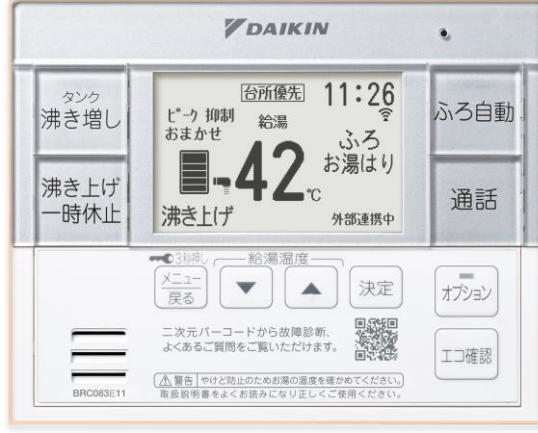 DAIKIN
タンク
沸き増し
沸き上げ
一時休止
台所優先 11:26
ピーク 抑制
おまかせ
給湯
42℃
ふろ
お湯はり
沸き上げ
外部連携中
ふろ自動
通話
3秒押し
給湯温度
メニュー
戻る
▼
▲
決定
オプション
二次元バーコードから故障診断、
よくあるご質問をご覧いただけます。
エコ確認
警告 やけど防止のためお湯の温度を確かめてください。
取扱説明書をよくお読みになり正しくご使用ください。
BRC083E11